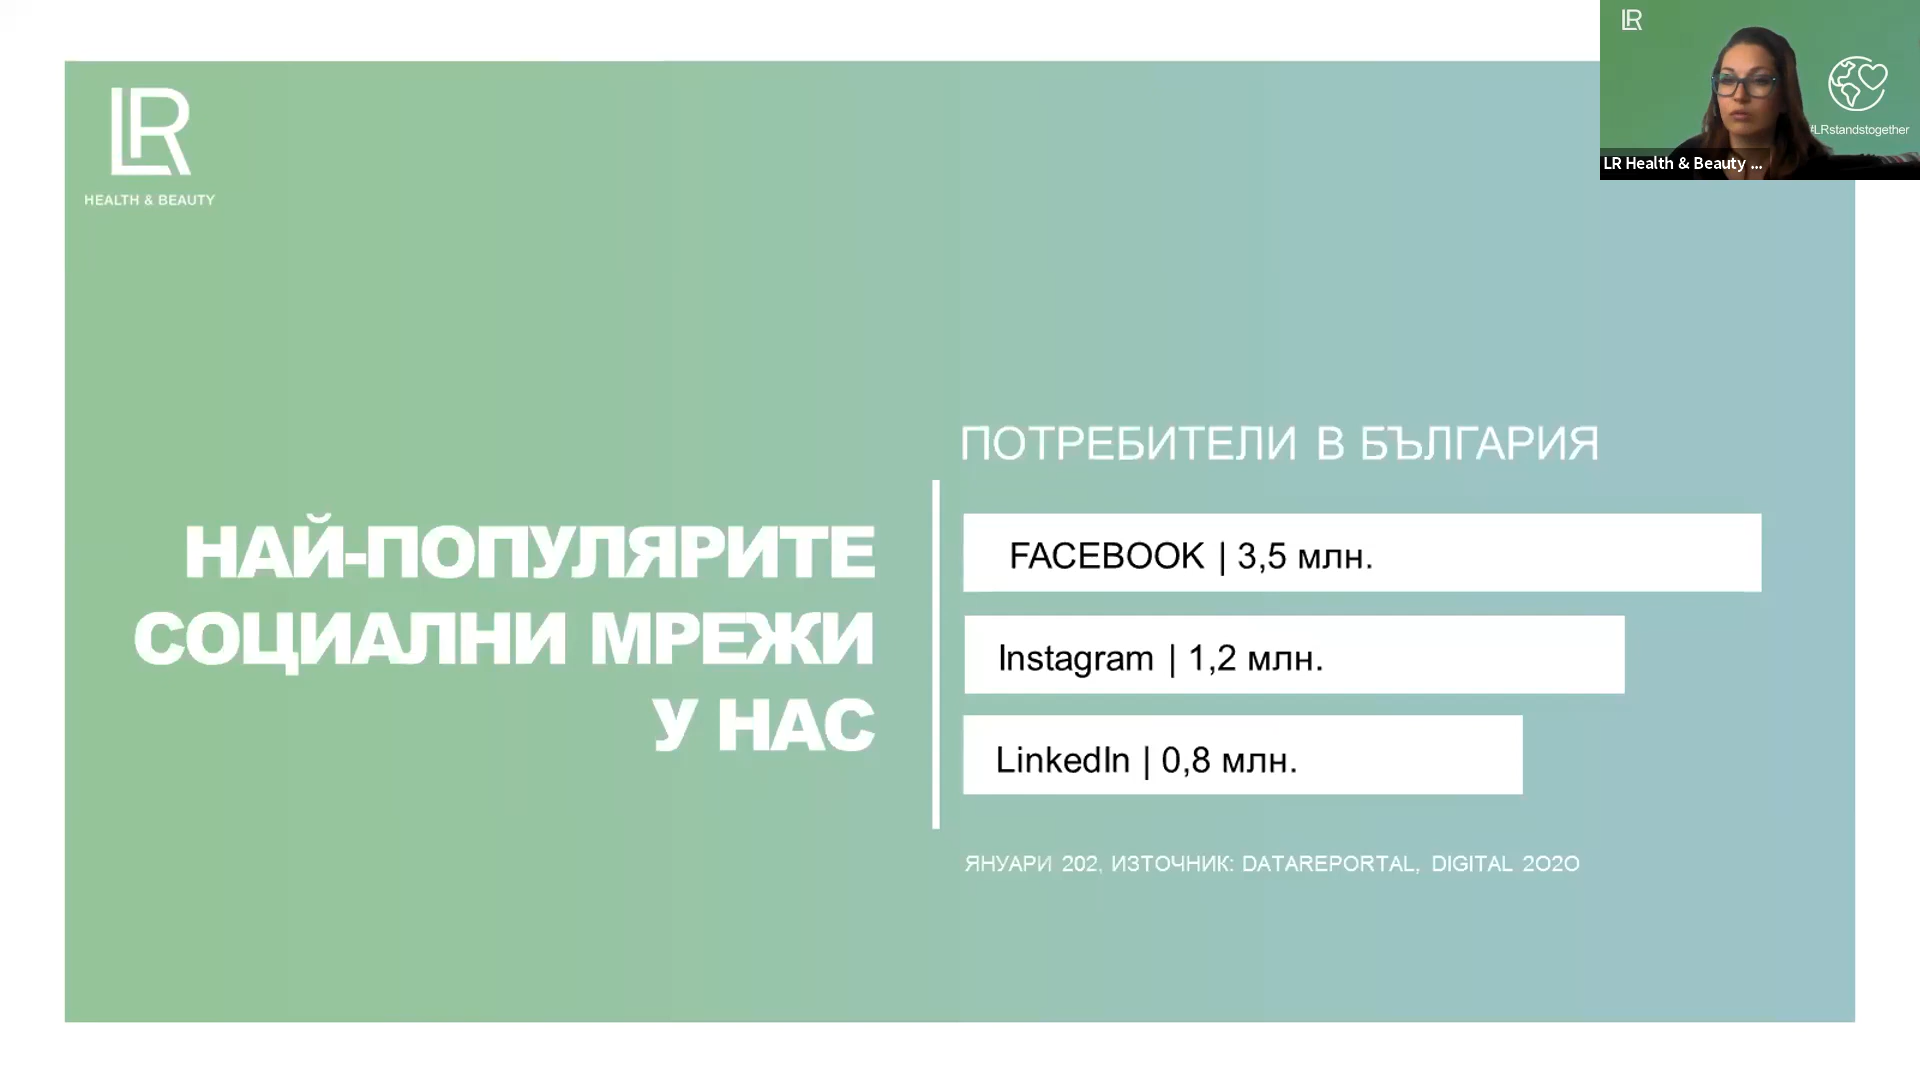 LR
HEALTH & BEAUTY
НАЙ-ПОПУЛЯРИТЕ
СОЦИАЛНИ МРЕЖИ
У НАС
ПОТРЕБИТЕЛИ В БЪЛГАРИЯ
FACEBOOK | 3,5 млн.
Instagram | 1,2 млн.
LinkedIn | 0,8 млн.
ЯНУАРИ 202, ИЗТОЧНИК: DATAREPORTAL, DIGITAL 2020
LR
#LRstandstogether
LR Health & Beauty ...